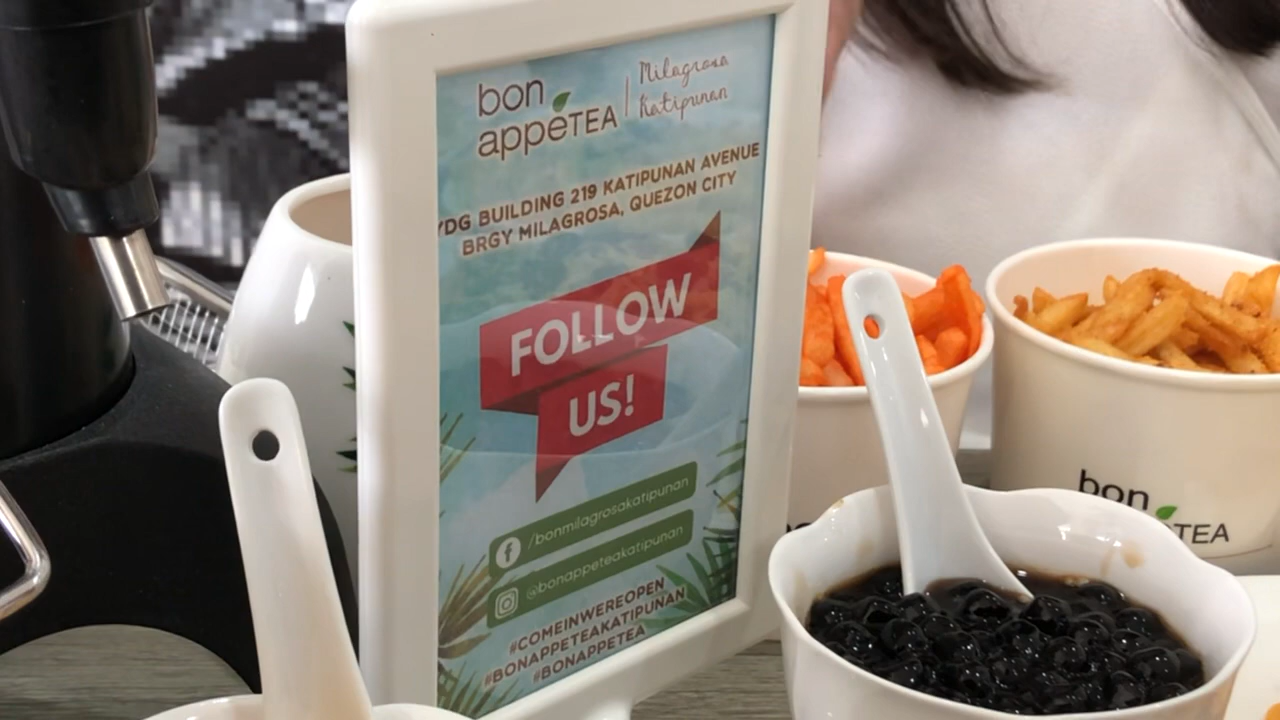 bon
appeTEA
Milagrosa
Katipunan
YDG BUILDING 219 KATIPUNAN AVENUE
BRGY MILAGROSA, QUEZON CITY
FOLLOW
US!
/bonmilagrosakatipunan
@bonappeteakatipunan
#COMEINWEREOPEN
#BONAPPETEAKATIPUNAN
#BONAPPETEA
bon
TEA